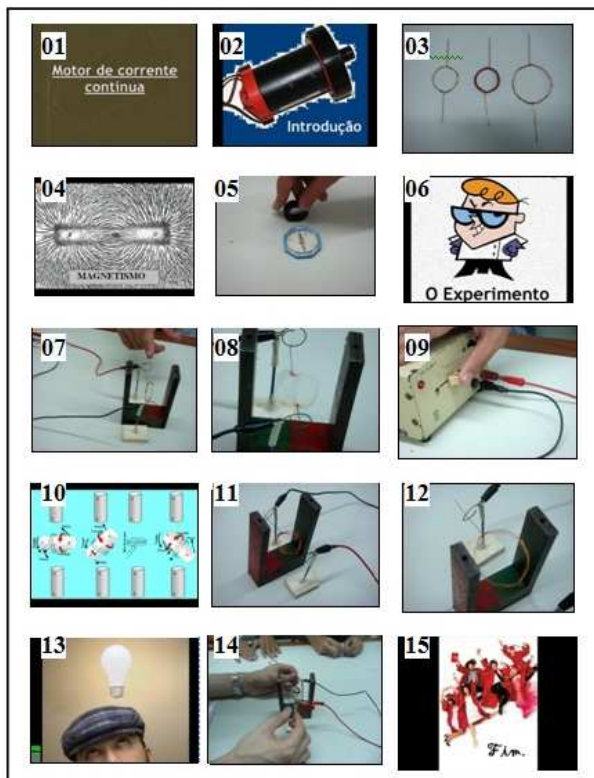 01
Motor de corrente
continua
02
Introdução
03
04
MAGNETISMO
05
06
O Experimento
07
08
09
10
11
12
13
14
15
Fim.